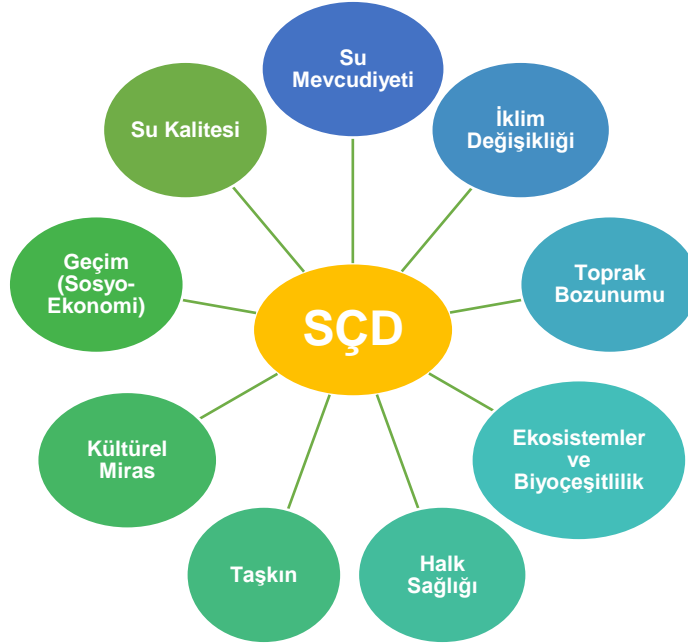 Su
Mevcudiyeti
İklim
Değişikliği
Toprak
Bozunumu
Ekosistemler
ve
Biyoçeşitlilik
Halk
Sağlığı
Taşkın
Kültürel
Miras
Geçim
(Sosyo-
Ekonomi)
Su Kalitesi
SÇD